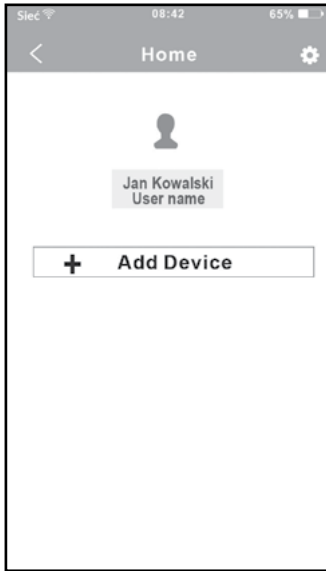 Sieć 08:42 65%
Home
Jan Kowalski
User name
+ Add Device